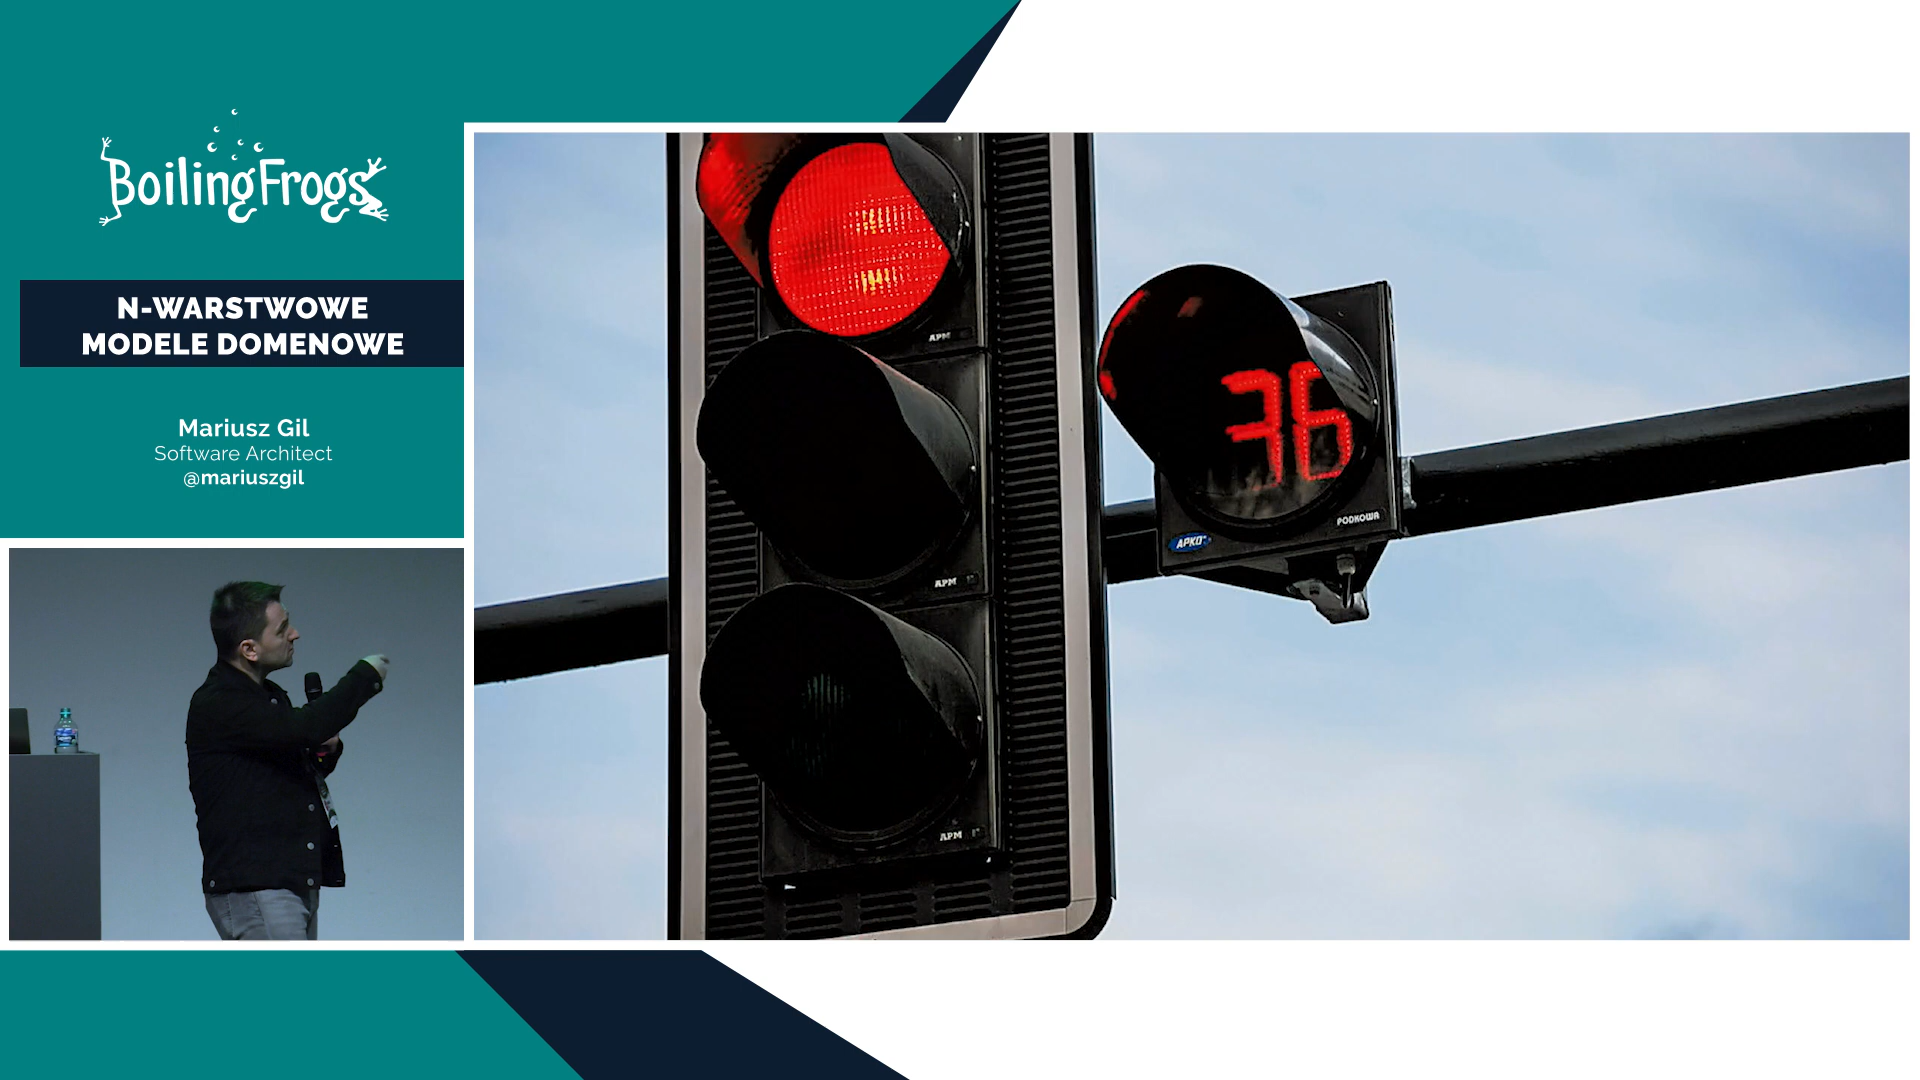 BoilingFrogs
N-WARSTWOWE
MODELE DOMENOWE
Mariusz Gil
Software Architect
@mariuszgil
APM
36
PODKOWA
APKO
APM
APM